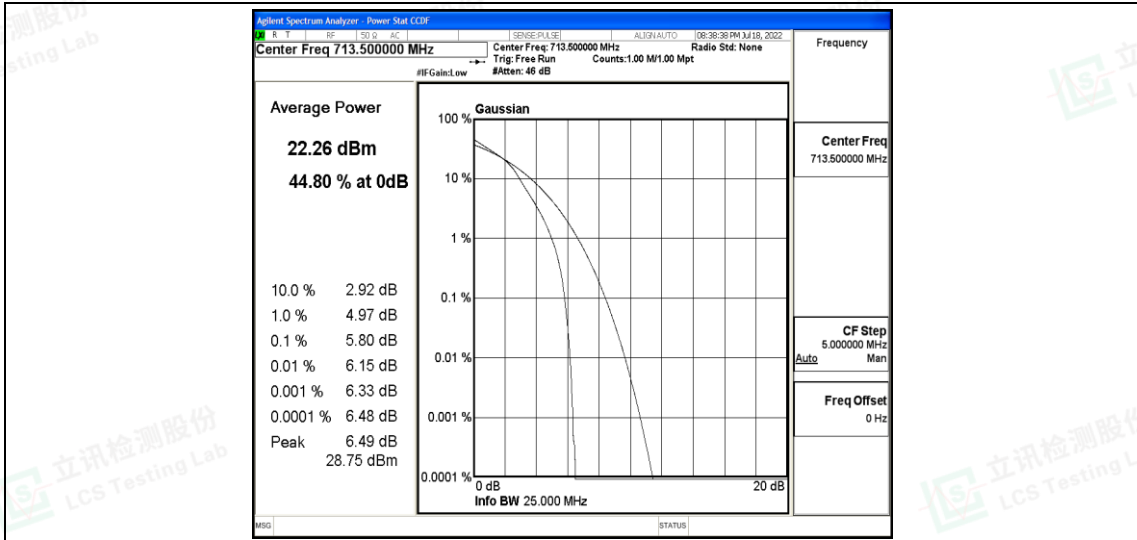 Agilent Spectrum Analyzer - Power Stat CCDF
R T RF 50 Ω AC SENSE:PULSE ALIGN AUTO 08:38:38 PM Jul 18, 2022
Center Freq 713.500000 MHz
Center Freq: 713.500000 MHz Radio Std: None
Trig: Free Run Counts:1.00 M/1.00 Mpt
#IFGain:Low #Atten: 46 dB
Frequency
Average Power
22.26 dBm
44.80 % at 0dB
10.0 % 2.92 dB
1.0 % 4.97 dB
0.1 % 5.80 dB
0.01 % 6.15 dB
0.001 % 6.33 dB
0.0001 % 6.48 dB
Peak 6.49 dB
28.75 dBm
Gaussian
100 %
10 %
1 %
0.1 %
0.01 %
0.001 %
0.0001 %
0 dB 20 dB
Info BW 25.000 MHz
Center Freq
713.500000 MHz
CF Step
5.000000 MHz
Auto Man
Freq Offset
0 Hz
MSG STATUS
立讯检测股份
LCS Testing Lab
立讯检测股份
LCS Testing L